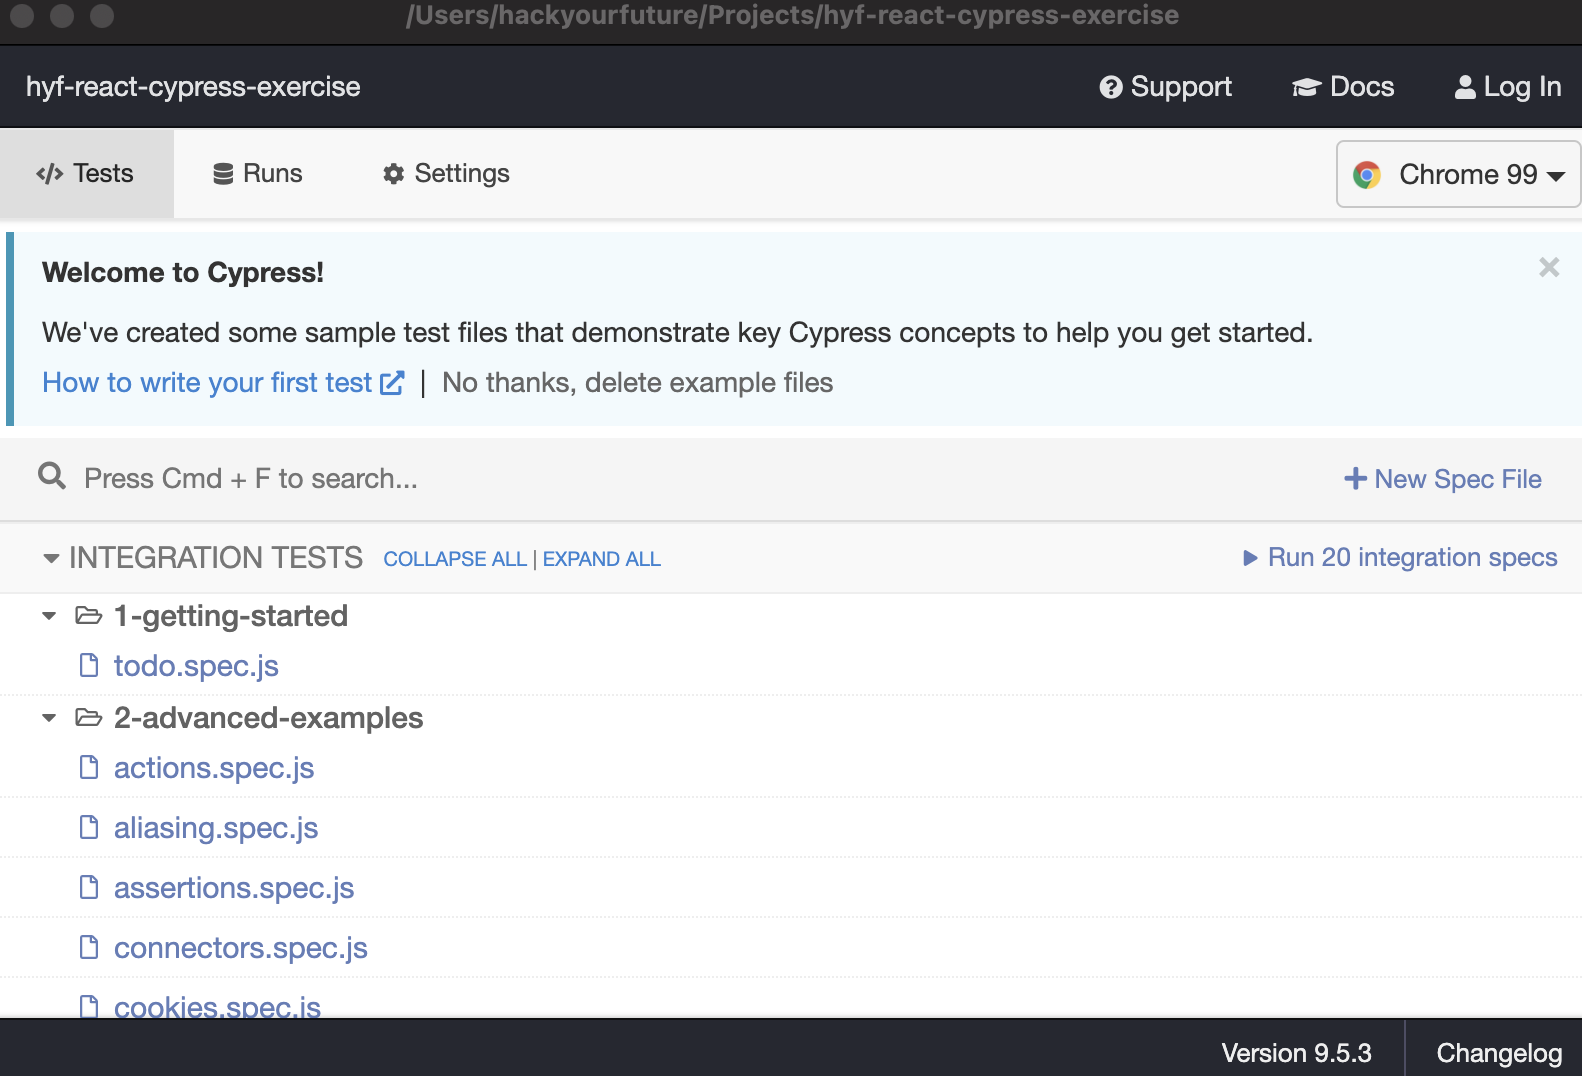 /Users/hackyourfuture/Projects/hyf-react-cypress-exercise
hyf-react-cypress-exercise Support Docs Log In
Tests Runs Settings Chrome 99
Welcome to Cypress!
We've created some sample test files that demonstrate key Cypress concepts to help you get started.
How to write your first test | No thanks, delete example files
Press Cmd + F to search... New Spec File
INTEGRATION TESTS COLLAPSE ALL | EXPAND ALL Run 20 integration specs
1-getting-started
todo.spec.js
2-advanced-examples
actions.spec.js
aliasing.spec.js
assertions.spec.js
connectors.spec.js
cookies.spec.js
Version 9.5.3 Changelog